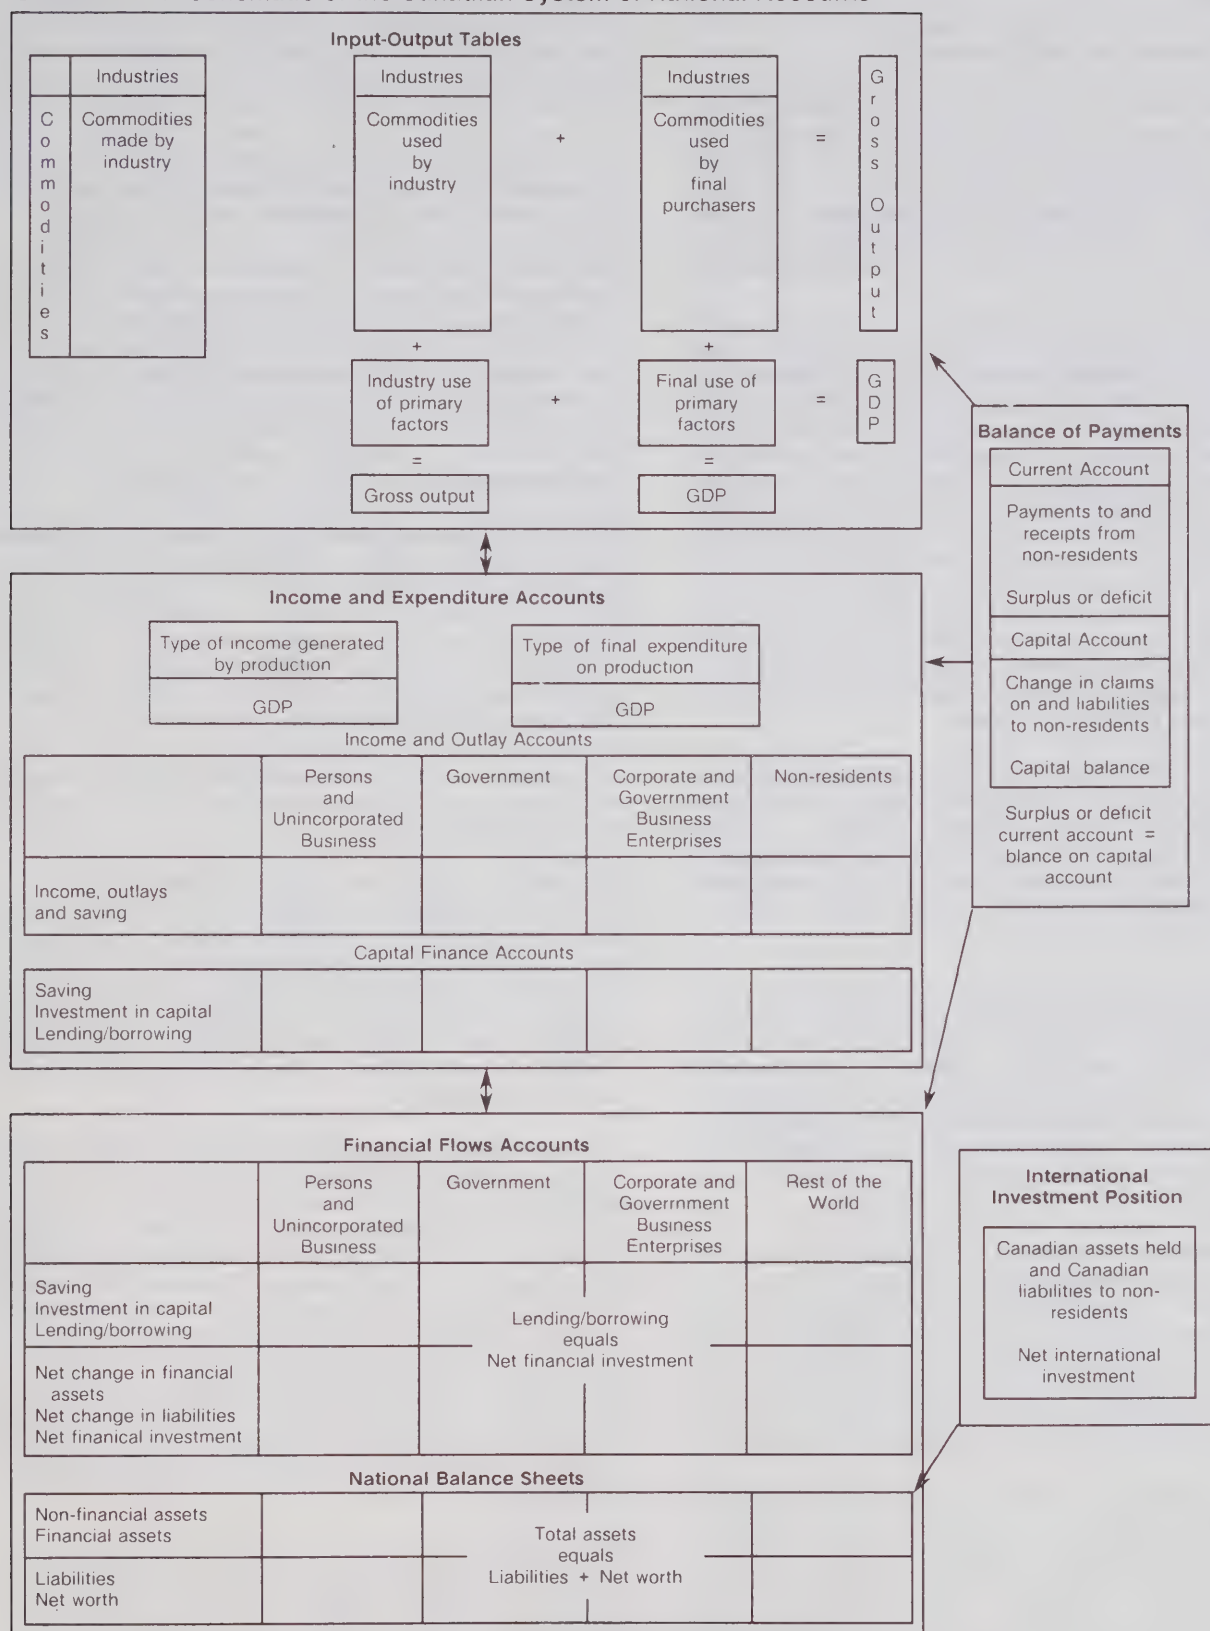 Input-Output Tables
Industries
Commodities
Commodities
made by
industry
Industries
Commodities
used
by
industry
+
Industries
Commodities
used
by
final
purchasers
=
Gross Output
+
+
Industry use
of primary
factors
+
Final use of
primary
factors
=
GDP
=
=
Gross output
GDP
Balance of Payments
Current Account
Payments to and
receipts from
non-residents
Surplus or deficit
Capital Account
Change in claims
on and liabilities
to non-residents
Capital balance
Surplus or deficit
current account =
blance on capital
account
Income and Expenditure Accounts
Type of income generated
by production
GDP
Type of final expenditure
on production
GDP
Income and Outlay Accounts
Persons
and
Unincorporated
Business
Government
Corporate and
Goverrnment
Business
Enterprises
Non-residents
Income, outlays
and saving
Capital Finance Accounts
Saving
Investment in capital
Lending/borrowing
Financial Flows Accounts
Persons
and
Unincorporated
Business
Government
Corporate and
Goverrnment
Business
Enterprises
Rest of the
World
Saving
Investment in capital
Lending/borrowing
Lending/borrowing
equals
Net financial investment
Net change in financial
assets
Net change in liabilities
Net finanical investment
International
Investment Position
Canadian assets held
and Canadian
liabilities to non-
residents
Net international
investment
National Balance Sheets
Non-financial assets
Financial assets
Total assets
equals
Liabilities + Net worth
Liabilities
Net worth